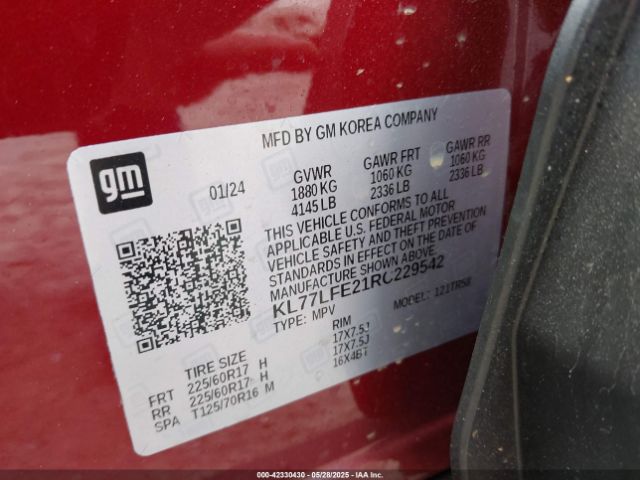 MFD BY GM KOREA COMPANY
gm
01/24
GVWR GAWR FRT GAWR RR
1880 KG 1060 KG 1060 KG
4145 LB 2336 LB 2336 LB
THIS VEHICLE CONFORMS TO ALL
APPLICABLE U.S. FEDERAL MOTOR
VEHICLE SAFETY AND THEFT PREVENTION
STANDARDS IN EFFECT ON THE DATE OF
MANUFACTURE SHOWN ABOVE.
KL77LFE21RC229542
TYPE: MPV MODEL: 121TR58
TIRE SIZE RIM
FRT 225/60R17 H 17X7.5J
RR 225/60R17 H 17X7.5J
SPA T125/70R16 M 16X4BT
000-42330430 | 05/28/2025 | IAAI.COM